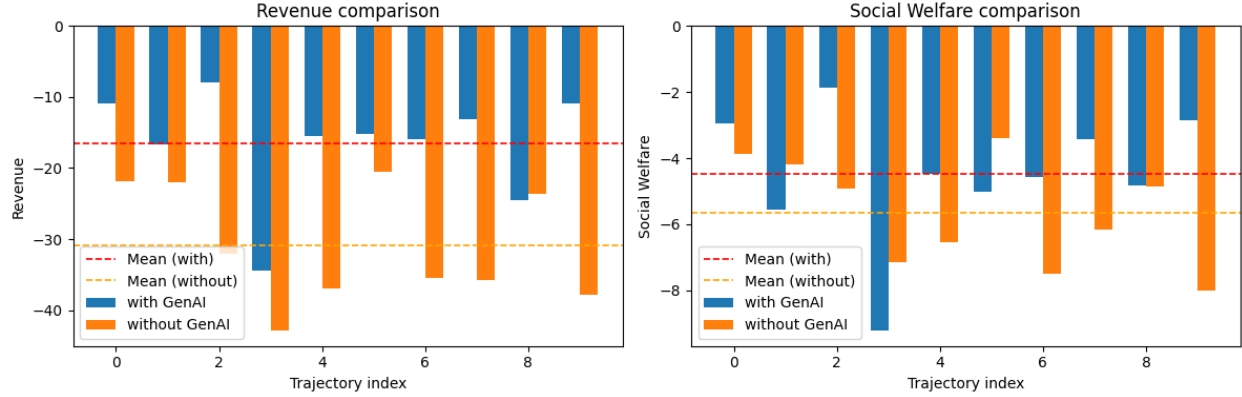 Revenue comparison
0
−10
−20
−30
−40
Revenue
Mean (with)
Mean (without)
with GenAI
without GenAI
0
2
4
6
8
Trajectory index
Social Welfare comparison
0
−2
−4
−6
−8
Social Welfare
Mean (with)
Mean (without)
with GenAI
without GenAI
0
2
4
6
8
Trajectory index